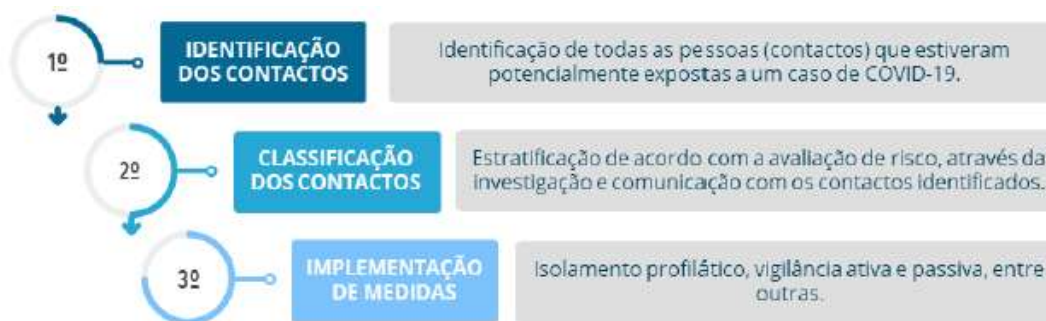 1º
IDENTIFICAÇÃO
DOS CONTACTOS
Identificação de todas as pessoas (contactos) que estiveram
potencialmente expostas a um caso de COVID-19.
2º
CLASSIFICAÇÃO
DOS CONTACTOS
Estratificação de acordo com a avaliação de risco, através da
investigação e comunicação com os contactos identificados.
3º
IMPLEMENTAÇÃO
DE MEDIDAS
Isolamento profilático, vigilância ativa e passiva, entre
outras.